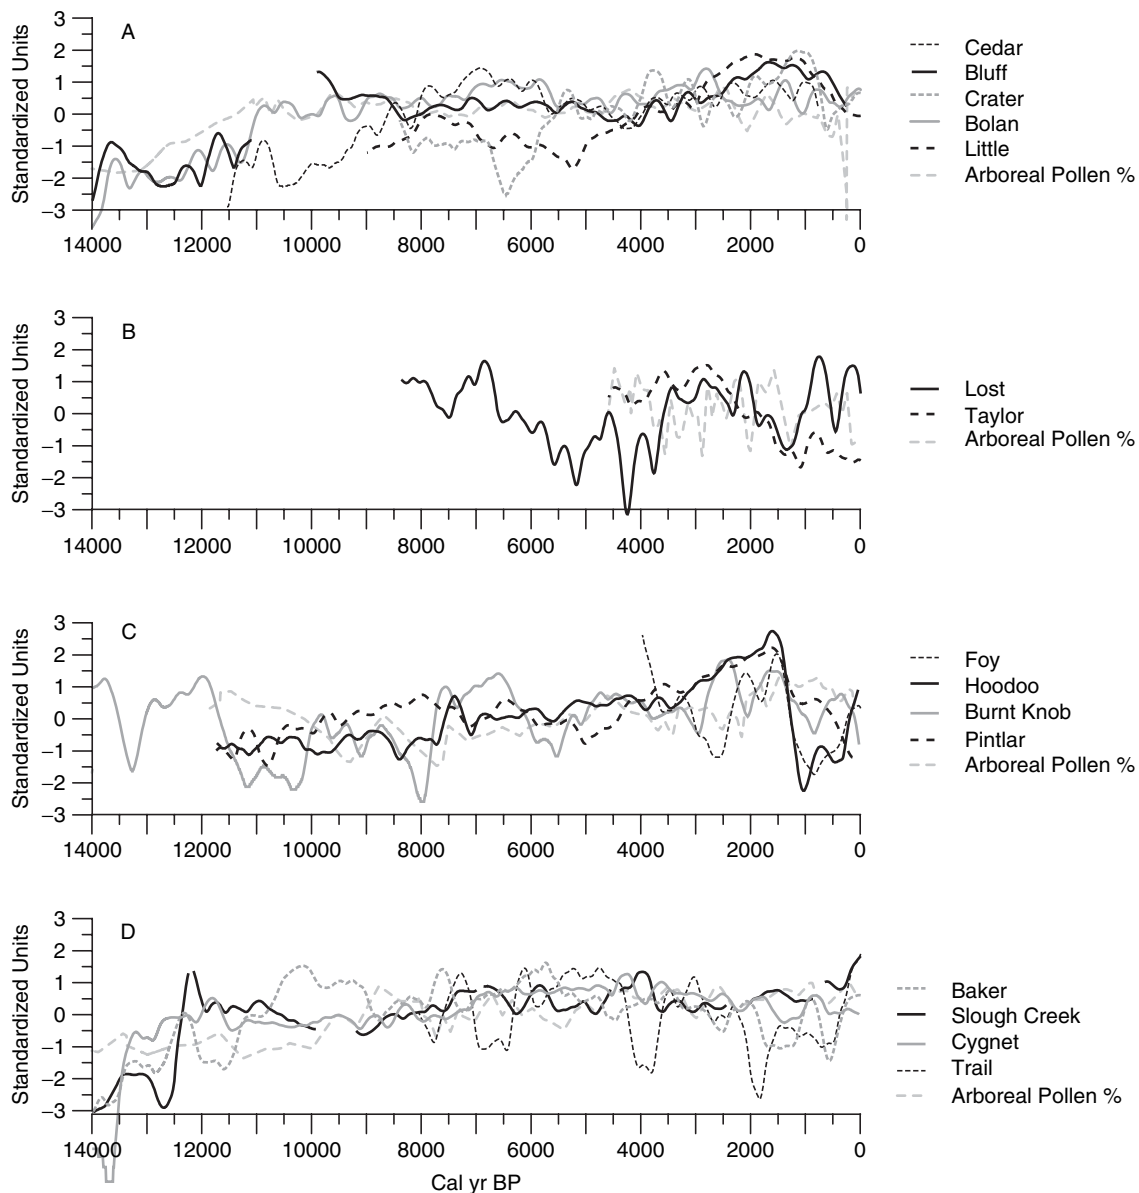 A
Standardized Units
3
2
1
0
−1
−2
−3
14000 12000 10000 8000 6000 4000 2000 0
Cedar
Bluff
Crater
Bolan
Little
Arboreal Pollen %
B
Standardized Units
3
2
1
0
−1
−2
−3
14000 12000 10000 8000 6000 4000 2000 0
Lost
Taylor
Arboreal Pollen %
C
Standardized Units
3
2
1
0
−1
−2
−3
14000 12000 10000 8000 6000 4000 2000 0
Foy
Hoodoo
Burnt Knob
Pintlar
Arboreal Pollen %
D
Standardized Units
3
2
1
0
−1
−2
−3
14000 12000 10000 8000 6000 4000 2000 0
Cal yr BP
Baker
Slough Creek
Cygnet
Trail
Arboreal Pollen %